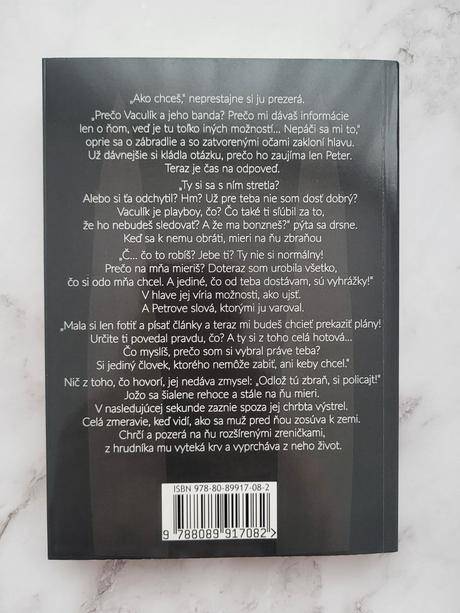 „Ako chceš,“ neprestajne si ju prezerá.
„Prečo Vaculík a jeho banda? Prečo mi dávaš informácie
len o ňom, veď je tu toľko iných možností... Nepáči sa mi to,“
oprie sa o zábradlie a so zatvorenými očami zakloní hlavu.
Už dávnejšie si kládla otázku, prečo ho zaujíma len Peter.
Teraz je čas na odpoveď.
„Ty si sa s ním stretla?
Alebo si ťa odchytil? Hm? Už pre teba nie som dosť dobrý?
Vaculík je playboy, čo? Čo také ti sľúbil za to,
že ho nebudeš sledovať? A že ma bonzneš?“ pýta sa drsne.
Keď sa k nemu obráti, mieri na ňu zbraňou
„Č... čo to robíš? Jebe ti? Ty nie si normálny!
Prečo na mňa mieriš? Doteraz som urobila všetko,
čo si odo mňa chcel. A jediné, čo od teba dostávam, sú vyhrážky!“
V hlave jej víria možnosti, ako ujsť.
A Petrove slová, ktorými ju varoval.
„Mala si len fotiť a písať články a teraz mi budeš chcieť prekaziť plány!
Určite ti povedal pravdu, čo? A ty si z toho celá hotová...
Čo myslíš, prečo som si vybral práve teba?
Si jediný človek, ktorého nemôže zabiť, ani keby chcel.“
Nič z toho, čo hovorí, jej nedáva zmysel: „Odlož tú zbraň, si policajt!“
Jožo sa šialene rehoce a stále na ňu mieri.
V nasledujúcej sekunde zaznie spoza jej chrbta výstrel.
Celá zmeravie, keď vidí, ako sa muž pred ňou zosúva k zemi.
Chrčí a pozerá na ňu rozšírenými zreničkami,
z hrudníka mu vyteká krv a vyprcháva z neho život.
ISBN 978-80-89917-08-2
9 788089 917082 >